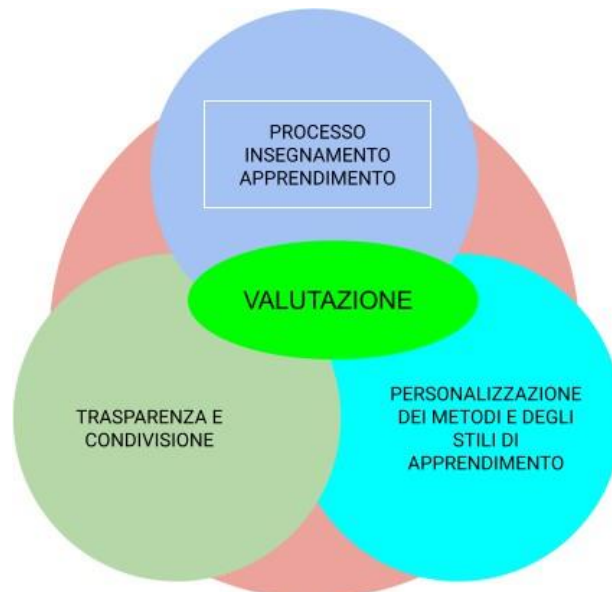 PROCESSO
INSEGNAMENTO
APPRENDIMENTO
VALUTAZIONE
TRASPARENZA E
CONDIVISIONE
PERSONALIZZAZIONE
DEI METODI E DEGLI
STILI DI
APPRENDIMENTO